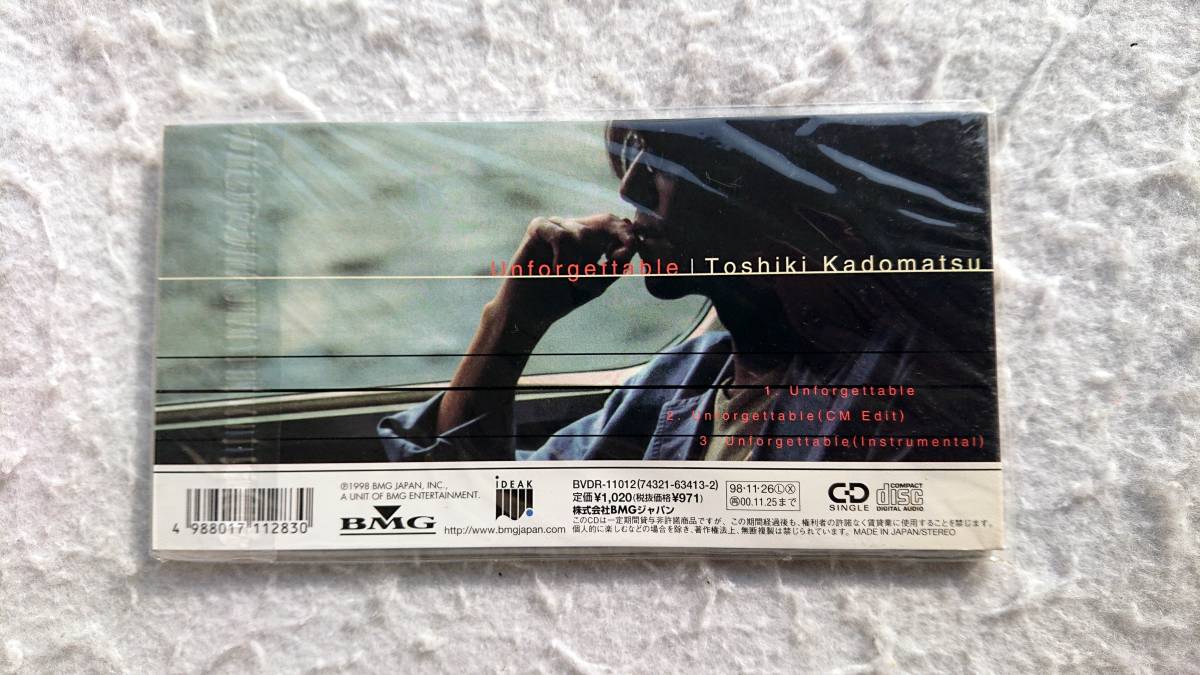 Unforgettable | Toshiki Kadomatsu
1. Unforgettable
2. Unforgettable(CM Edit)
3. Unforgettable(Instrumental)
4 988017 112830
℗1998 BMG JAPAN, INC.,
A UNIT OF BMG ENTERTAINMENT.
BMG
http://www.bmgjapan.com
iDEAK
BVDR-11012(74321-63413-2)
定価¥1,020(税抜価格¥971)
株式会社BMGジャパン
98・11・26ⓁⓍ
㋐00.11.25まで
CD
SINGLE
COMPACT
disc
DIGITAL AUDIO
このCDは一定期間貸与非許諾商品ですが、この期間経過後も、権利者の許諾なく賃貸業に使用することを禁じます。
個人的に楽しむなどの場合を除き、著作権法上、無断複製は禁じられています。MADE IN JAPAN/STEREO